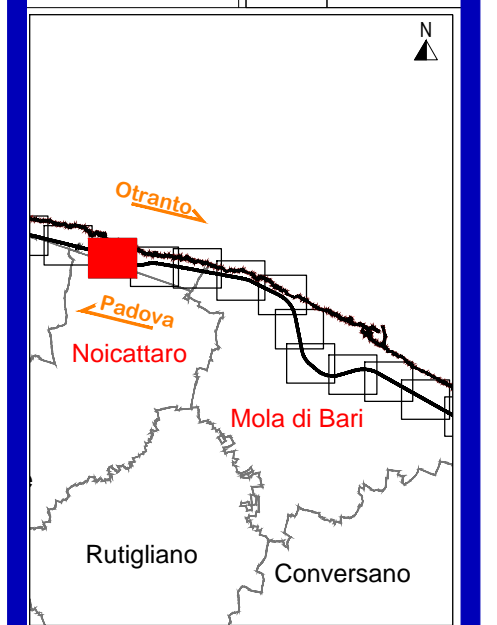 N
Otranto
Padova
Noicattaro
Mola di Bari
Rutigliano
Conversano